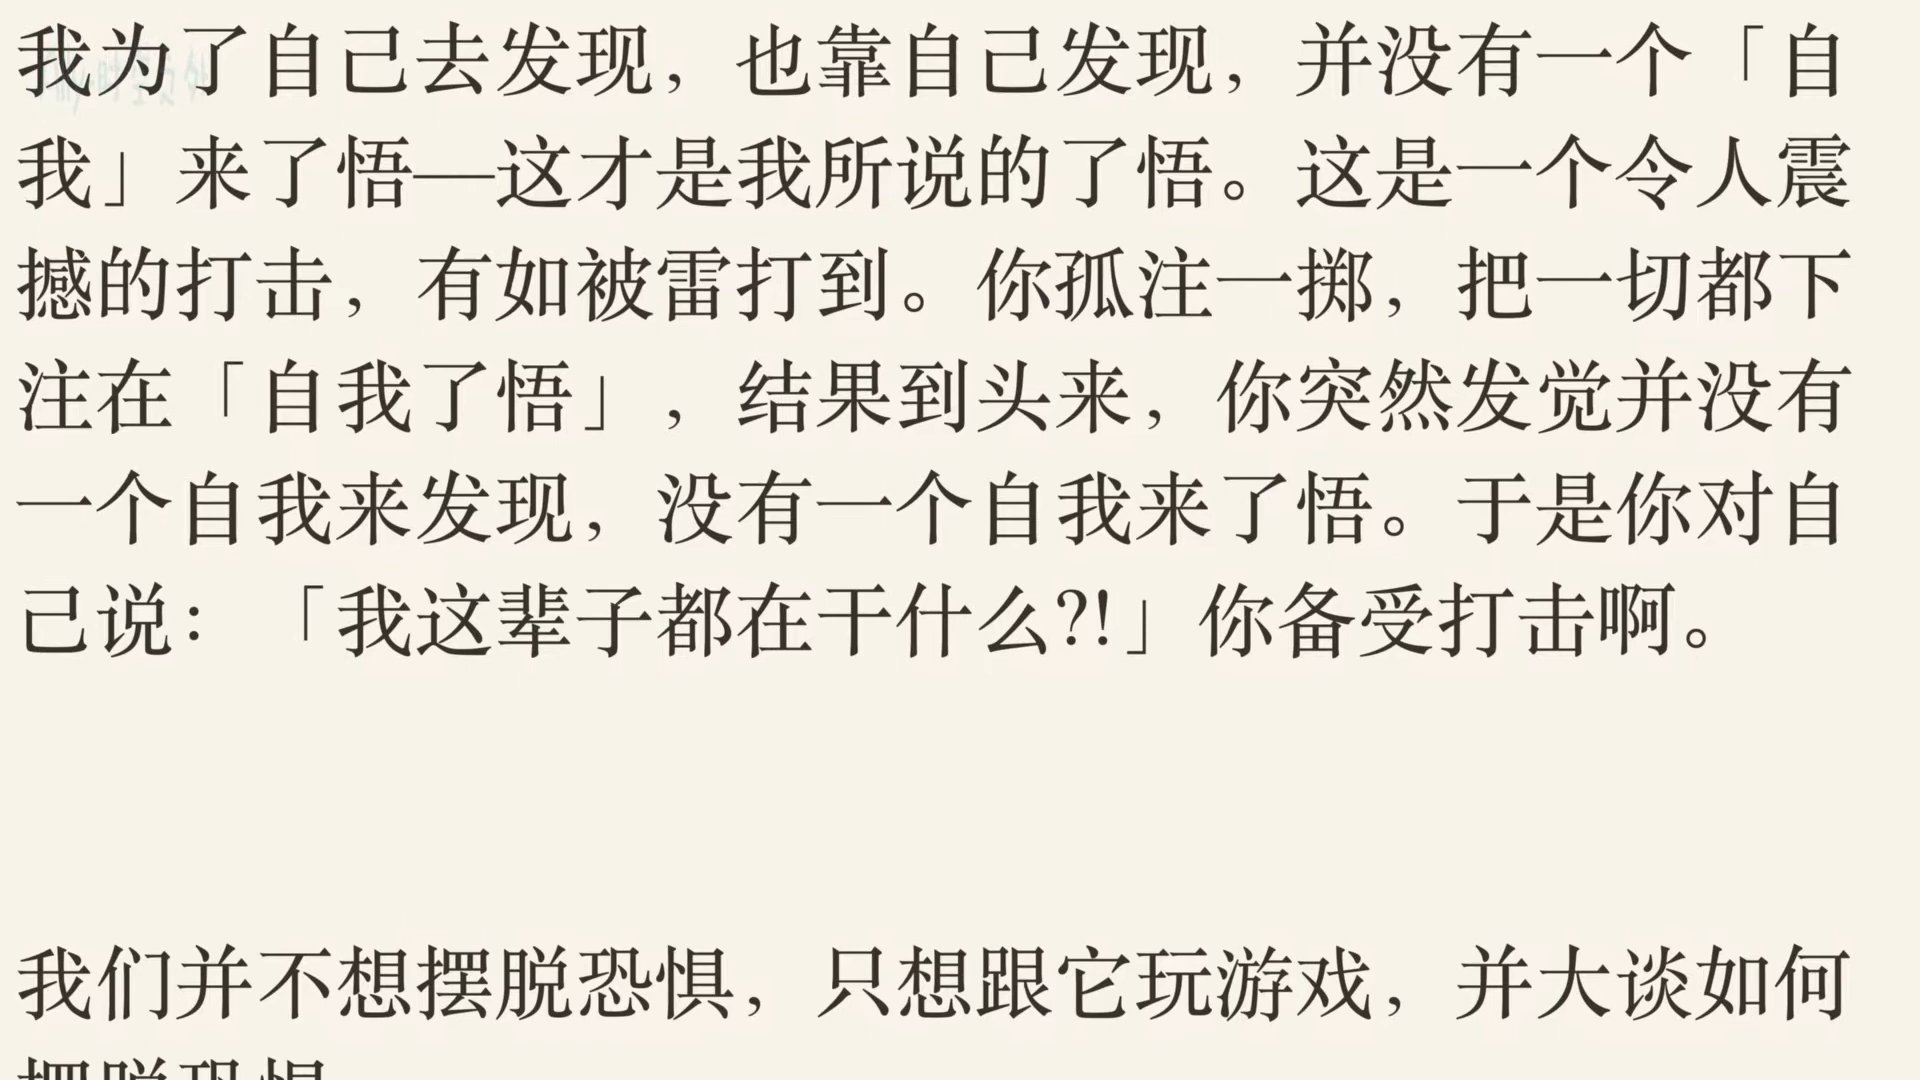 我为了自己去发现，也靠自己发现，并没有一个「自
我」来了悟—这才是我所说的了悟。这是一个令人震
撼的打击，有如被雷打到。你孤注一掷，把一切都下
注在「自我了悟」，结果到头来，你突然发觉并没有
一个自我来发现，没有一个自我来了悟。于是你对自
己说：「我这辈子都在干什么?!」你备受打击啊。
我们并不想摆脱恐惧，只想跟它玩游戏，并大谈如何